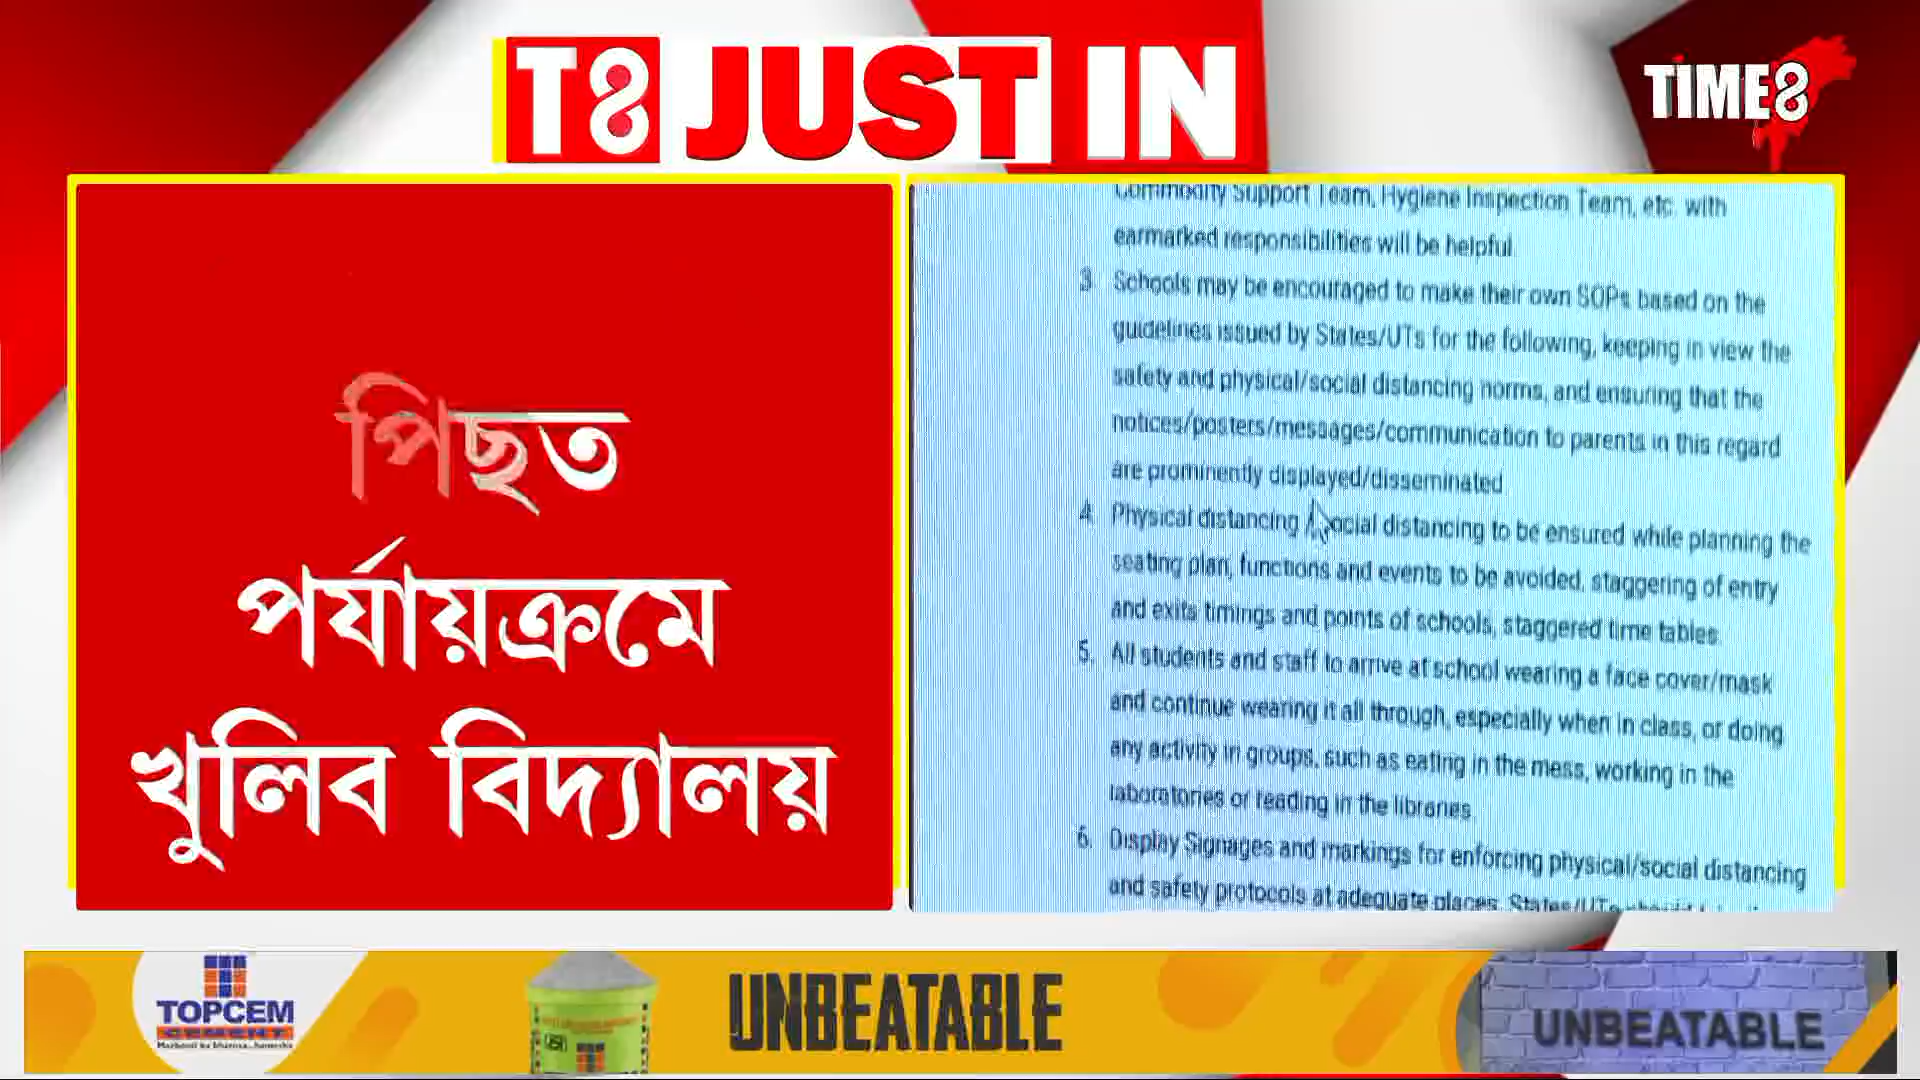 T8 JUST IN
TIME8
পিছত
পৰ্যায়ক্ৰমে
খুলিব বিদ্যালয়
Commodity Support Team, Hygiene Inspection Team, etc. with
earmarked responsibilities will be helpful.
3. Schools may be encouraged to make their own SOPs based on the
guidelines issued by States/UTs for the following, keeping in view the
safety and physical/social distancing norms, and ensuring that the
notices/posters/messages/communication to parents in this regard
are prominently displayed/disseminated.
4. Physical distancing / social distancing to be ensured while planning the
seating plan, functions and events to be avoided, staggering of entry
and exits timings and points of schools, staggered time tables.
5. All students and staff to arrive at school wearing a face cover/mask
and continue wearing it all through, especially when in class, or doing
any activity in groups, such as eating in the mess, working in the
laboratories or reading in the libraries.
6. Display Signages and markings for enforcing physical/social distancing
and safety protocols at adequate places. States/UTs should
TOPCEM
CEMENT
UNBEATABLE
UNBEATABLE